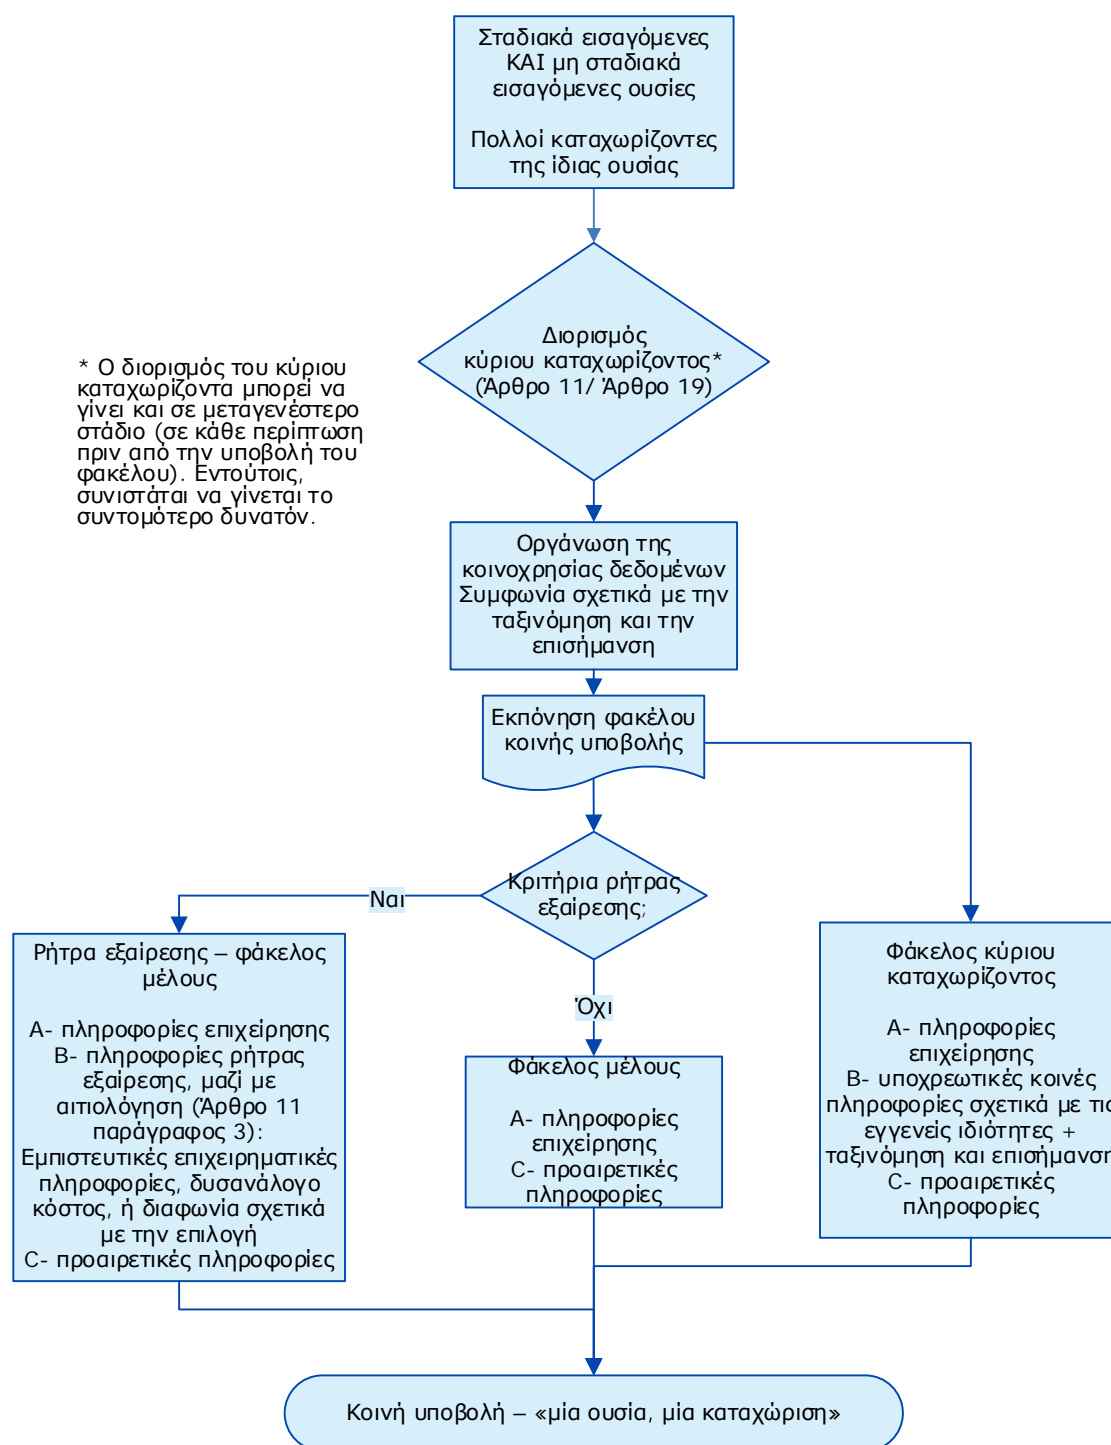 Σταδιακά εισαγόμενες
ΚΑΙ μη σταδιακά
εισαγόμενες ουσίες
Πολλοί καταχωρίζοντες
της ίδιας ουσίας
Διορισμός
κύριου καταχωρίζοντος*
(Άρθρο 11/ Άρθρο 19)
* Ο διορισμός του κύριου
καταχωρίζοντα μπορεί να
γίνει και σε μεταγενέστερο
στάδιο (σε κάθε περίπτωση
πριν από την υποβολή του
φακέλου). Εντούτοις,
συνιστάται να γίνεται το
συντομότερο δυνατόν.
Οργάνωση της
κοινοχρησίας δεδομένων
Συμφωνία σχετικά με την
ταξινόμηση και την
επισήμανση
Εκπόνηση φακέλου
κοινής υποβολής
Κριτήρια ρήτρας
εξαίρεσης;
Ναι
Όχι
Ρήτρα εξαίρεσης – φάκελος
μέλους
A- πληροφορίες επιχείρησης
B- πληροφορίες ρήτρας
εξαίρεσης, μαζί με
αιτιολόγηση (Άρθρο 11
παράγραφος 3):
Εμπιστευτικές επιχειρηματικές
πληροφορίες, δυσανάλογο
κόστος, ή διαφωνία σχετικά
με την επιλογή
C- προαιρετικές πληροφορίες
Φάκελος μέλους
A- πληροφορίες
επιχείρησης
C- προαιρετικές
πληροφορίες
Φάκελος κύριου
καταχωρίζοντος
A- πληροφορίες
επιχείρησης
B- υποχρεωτικές κοινές
πληροφορίες σχετικά με τις
εγγενείς ιδιότητες +
ταξινόμηση και επισήμανση
C- προαιρετικές
πληροφορίες
Κοινή υποβολή – «μία ουσία, μία καταχώριση»